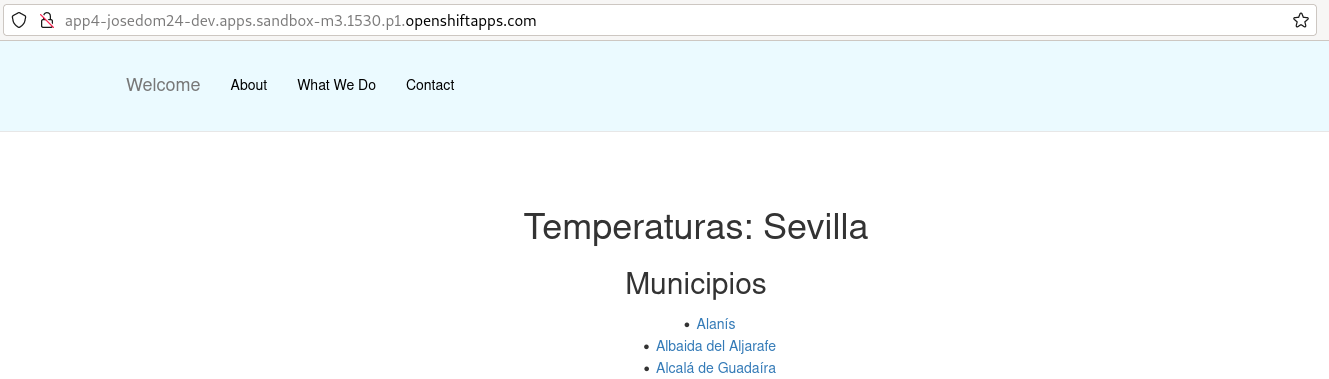 app4-josedom24-dev.apps.sandbox-m3.1530.p1.openshiftapps.com
Welcome About What We Do Contact
Temperaturas: Sevilla
Municipios
• Alanís
• Albaida del Aljarafe
• Alcalá de Guadaíra